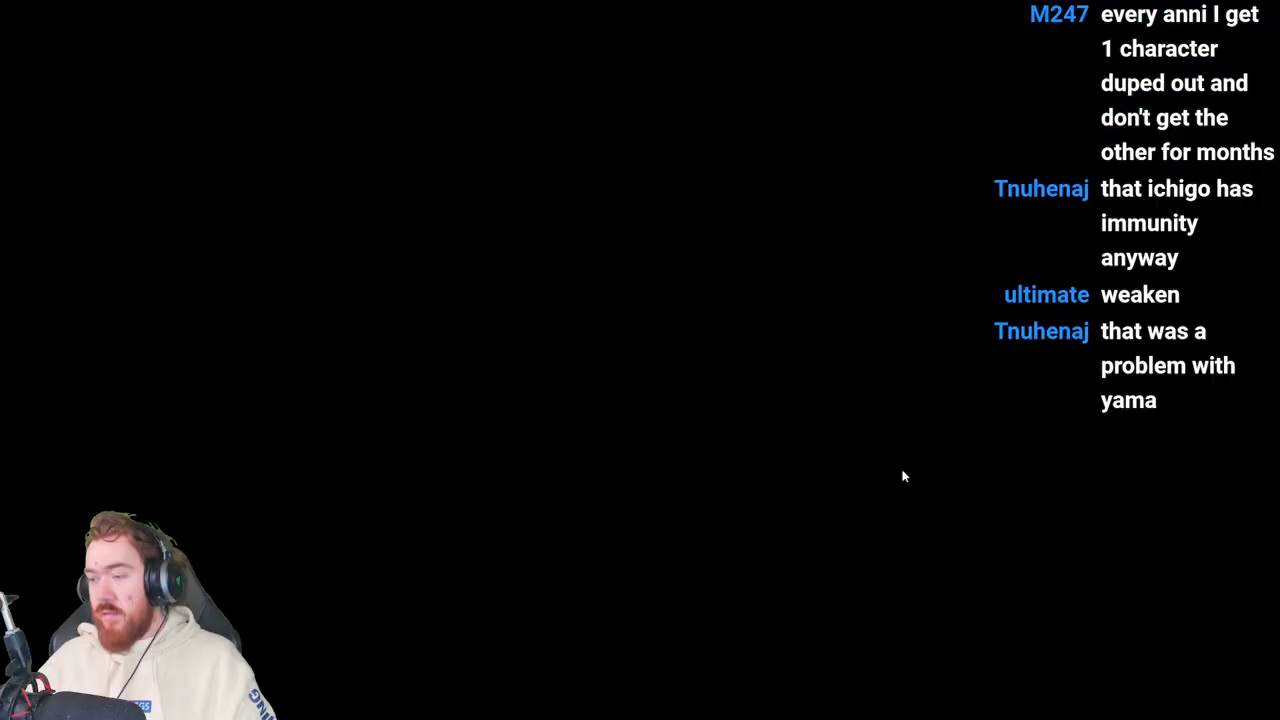 M247 every anni I get
1 character
duped out and
don't get the
other for months
Tnuhenaj that ichigo has
immunity
anyway
ultimate weaken
Tnuhenaj that was a
problem with
yama